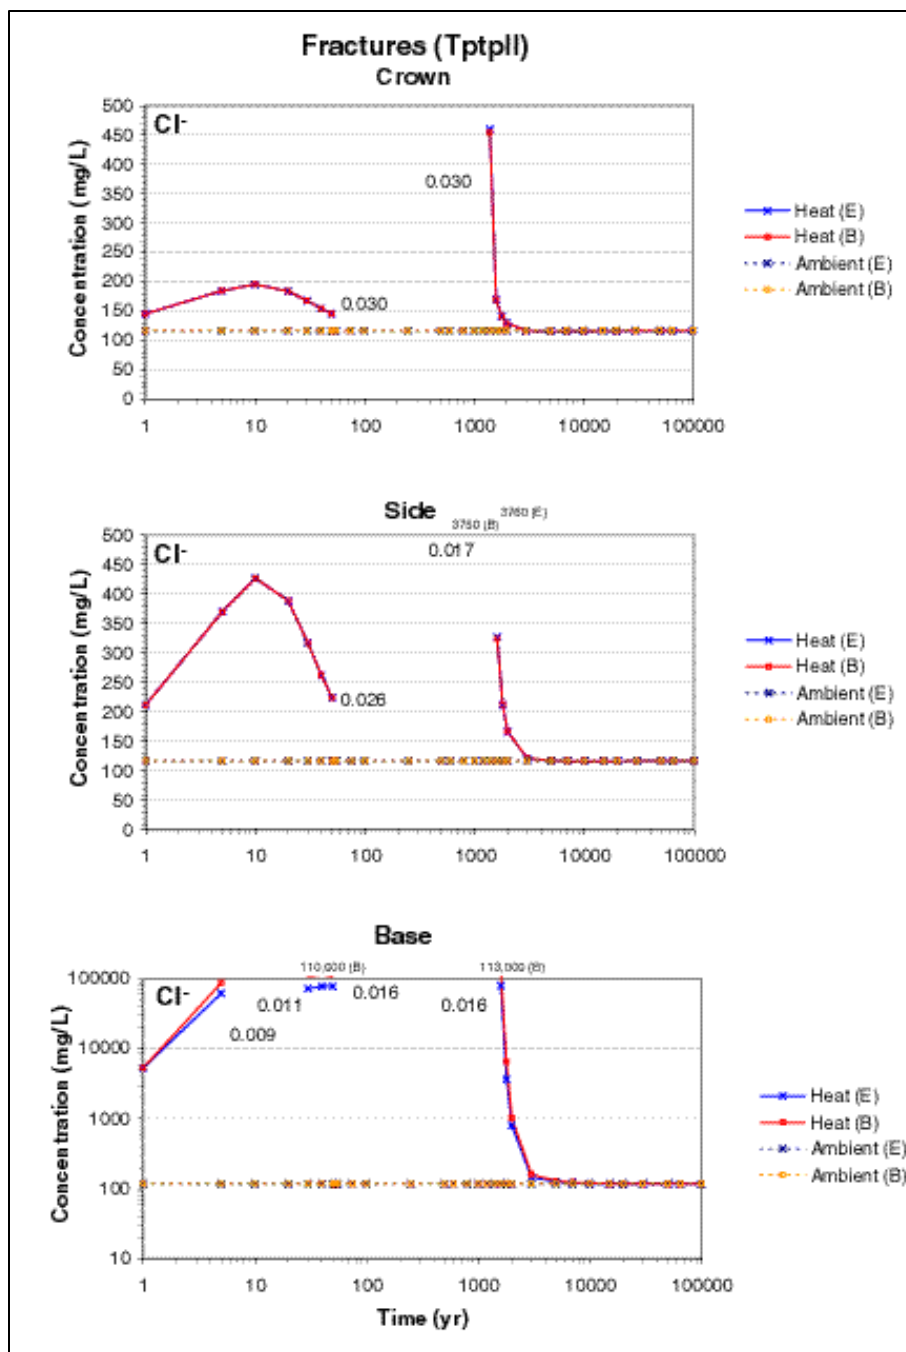 Fractures (Tptpll)
Crown
Cl-
Concentration (mg/L)
500
450
400
350
300
250
200
150
100
50
0
0.030
0.030
1 10 100 1000 10000 100000
Heat (E)
Heat (B)
Ambient (E)
Ambient (B)
Side
3750 (B) 3760 (E)
0.017
Cl-
Concentration (mg/L)
500
450
400
350
300
250
200
150
100
50
0
0.026
1 10 100 1000 10000 100000
Heat (E)
Heat (B)
Ambient (E)
Ambient (B)
Base
110,000 (B) 113,000 (B)
Cl-
Concentration (mg/L)
100000
10000
1000
100
10
0.009
0.011
0.016
0.016
1 10 100 1000 10000 100000
Time (yr)
Heat (E)
Heat (B)
Ambient (E)
Ambient (B)